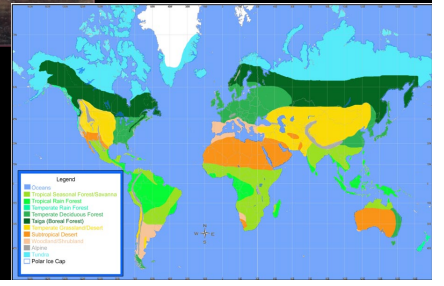 Legend
Oceans
Tropical Seasonal Forest/Savanna
Tropical Rain Forest
Temperate Rain Forest
Temperate Deciduous Forest
Taiga (Boreal Forest)
Temperate Grassland/Desert
Subtropical Desert
Woodland/Shrubland
Alpine
Tundra
Polar Ice Cap
N
W
E
S